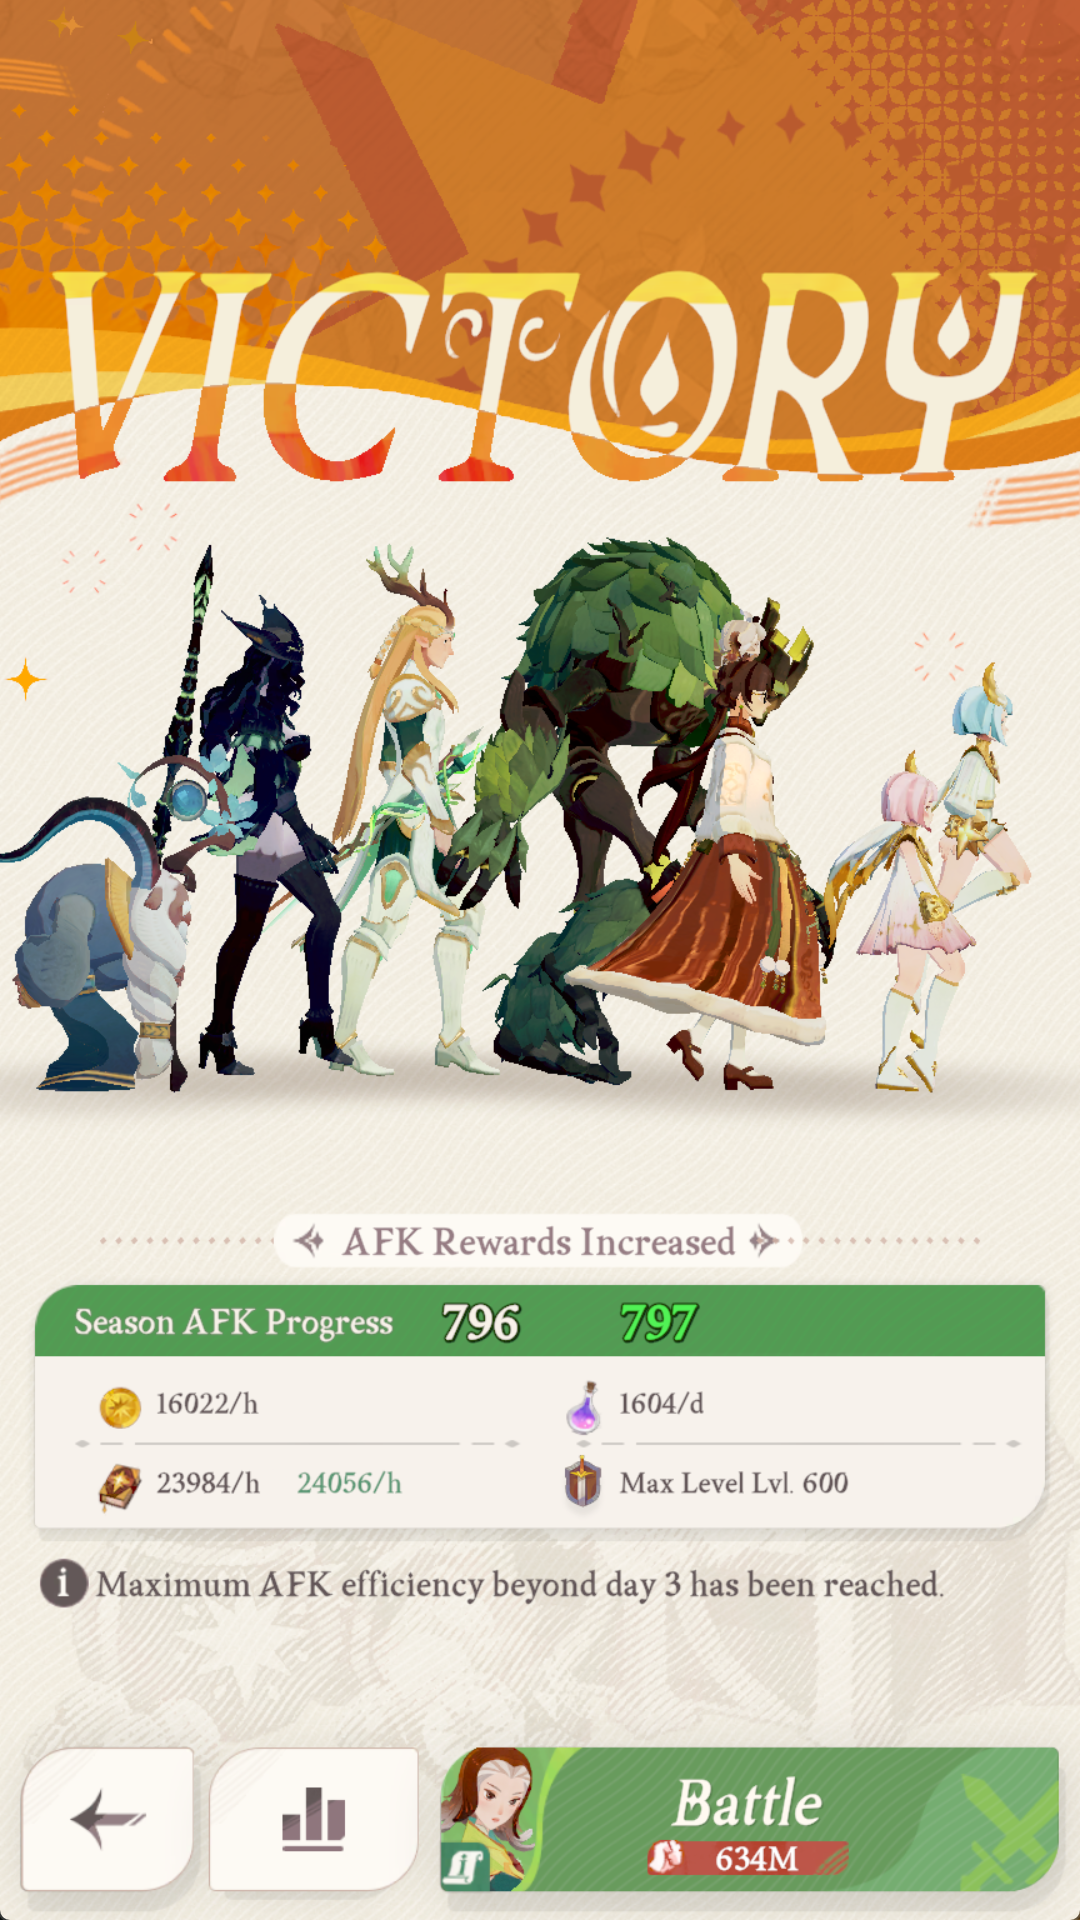 VICTORY
AFK Rewards Increased
Season AFK Progress 796 797
16022/h 1604/d
23984/h 24056/h Max Level Lvl. 600
Maximum AFK efficiency beyond day 3 has been reached.
Battle
634M